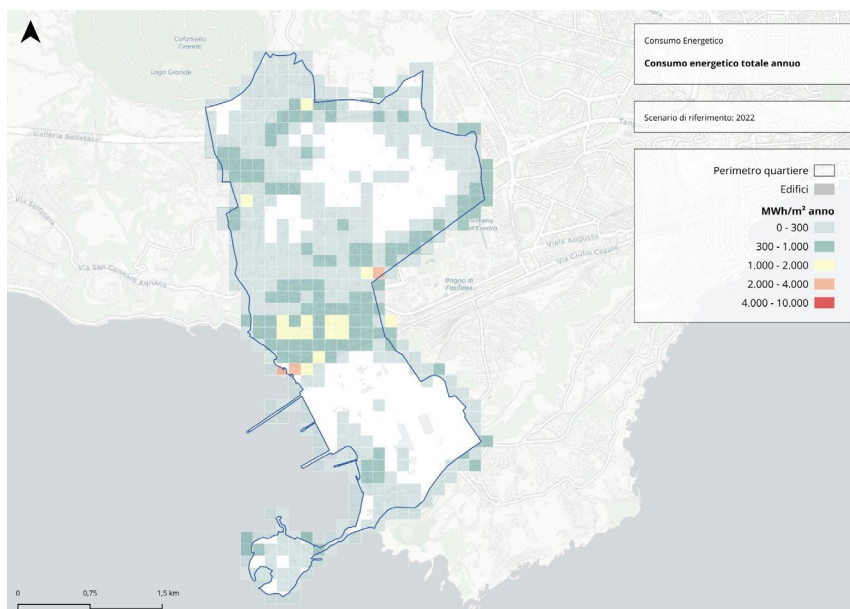 Cofaniello
Grande
Lago Grande
Galleria Solfatara
Via Solfatara
Via San Gennaro Agnano
Viale Augusto
Via Giulio Cesare
Bagno di
Consumo Energetico
Consumo energetico totale annuo
Scenario di riferimento: 2022
Perimetro quartiere
Edifici
MWh/m² anno
0 - 300
300 - 1.000
1.000 - 2.000
2.000 - 4.000
4.000 - 10.000
0
0,75
1,5 km